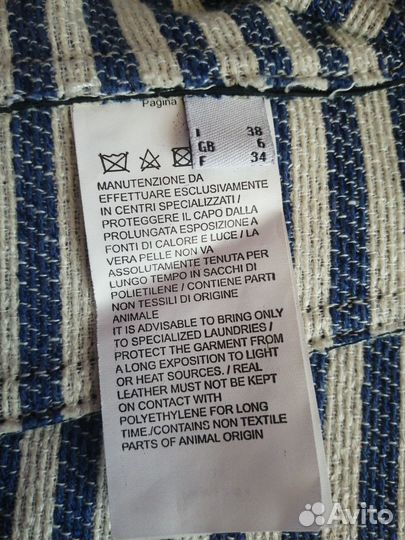 Pagina
I 38
GB 6
F 34
MANUTENZIONE DA
EFFETTUARE ESCLUSIVAMENTE
IN CENTRI SPECIALIZZATI /
PROTEGGERE IL CAPO DALLA
PROLUNGATA ESPOSIZIONE A
FONTI DI CALORE E LUCE / LA
VERA PELLE NON VA
ASSOLUTAMENTE TENUTA PER
LUNGO TEMPO IN SACCHI DI
POLIETILENE / CONTIENE PARTI
NON TESSILI DI ORIGINE
ANIMALE
IT IS ADVISABLE TO BRING ONLY
TO SPECIALIZED LAUNDRIES /
PROTECT THE GARMENT FROM
A LONG EXPOSITION TO LIGHT
OR HEAT SOURCES. / REAL
LEATHER MUST NOT BE KEPT
ON CONTACT WITH
POLYETHYLENE FOR LONG
TIME./CONTAINS NON TEXTILE
PARTS OF ANIMAL ORIGIN
Avito